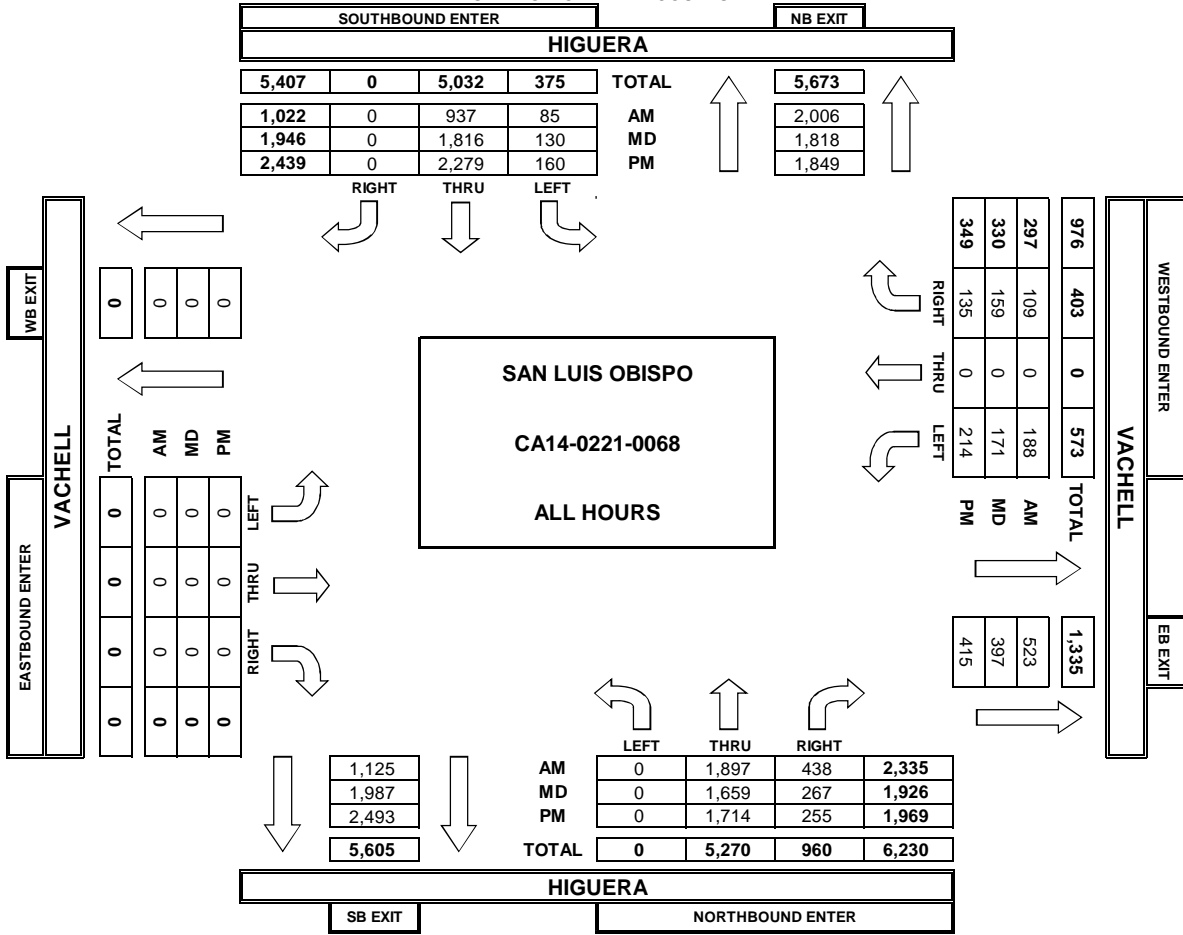 SOUTHBOUND ENTER NB EXIT
HIGUERA
5,407 0 5,032 375 TOTAL 5,673
1,022 0 937 85 AM 2,006
1,946 0 1,816 130 MD 1,818
2,439 0 2,279 160 PM 1,849
RIGHT THRU LEFT
WB EXIT
VACHELL
EASTBOUND ENTER
0 0 0 0
TOTAL AM MD PM
0 0 0 0 LEFT
0 0 0 0 THRU
0 0 0 0 RIGHT
0 0 0 0
SAN LUIS OBISPO
CA14-0221-0068
ALL HOURS
WESTBOUND ENTER
VACHELL
EB EXIT
976 403 0 573 TOTAL 1,335
297 109 0 188 AM 523
330 159 0 171 MD 397
349 135 0 214 PM 415
RIGHT THRU LEFT
LEFT THRU RIGHT
1,125 AM 0 1,897 438 2,335
1,987 MD 0 1,659 267 1,926
2,493 PM 0 1,714 255 1,969
5,605 TOTAL 0 5,270 960 6,230
HIGUERA
SB EXIT NORTHBOUND ENTER